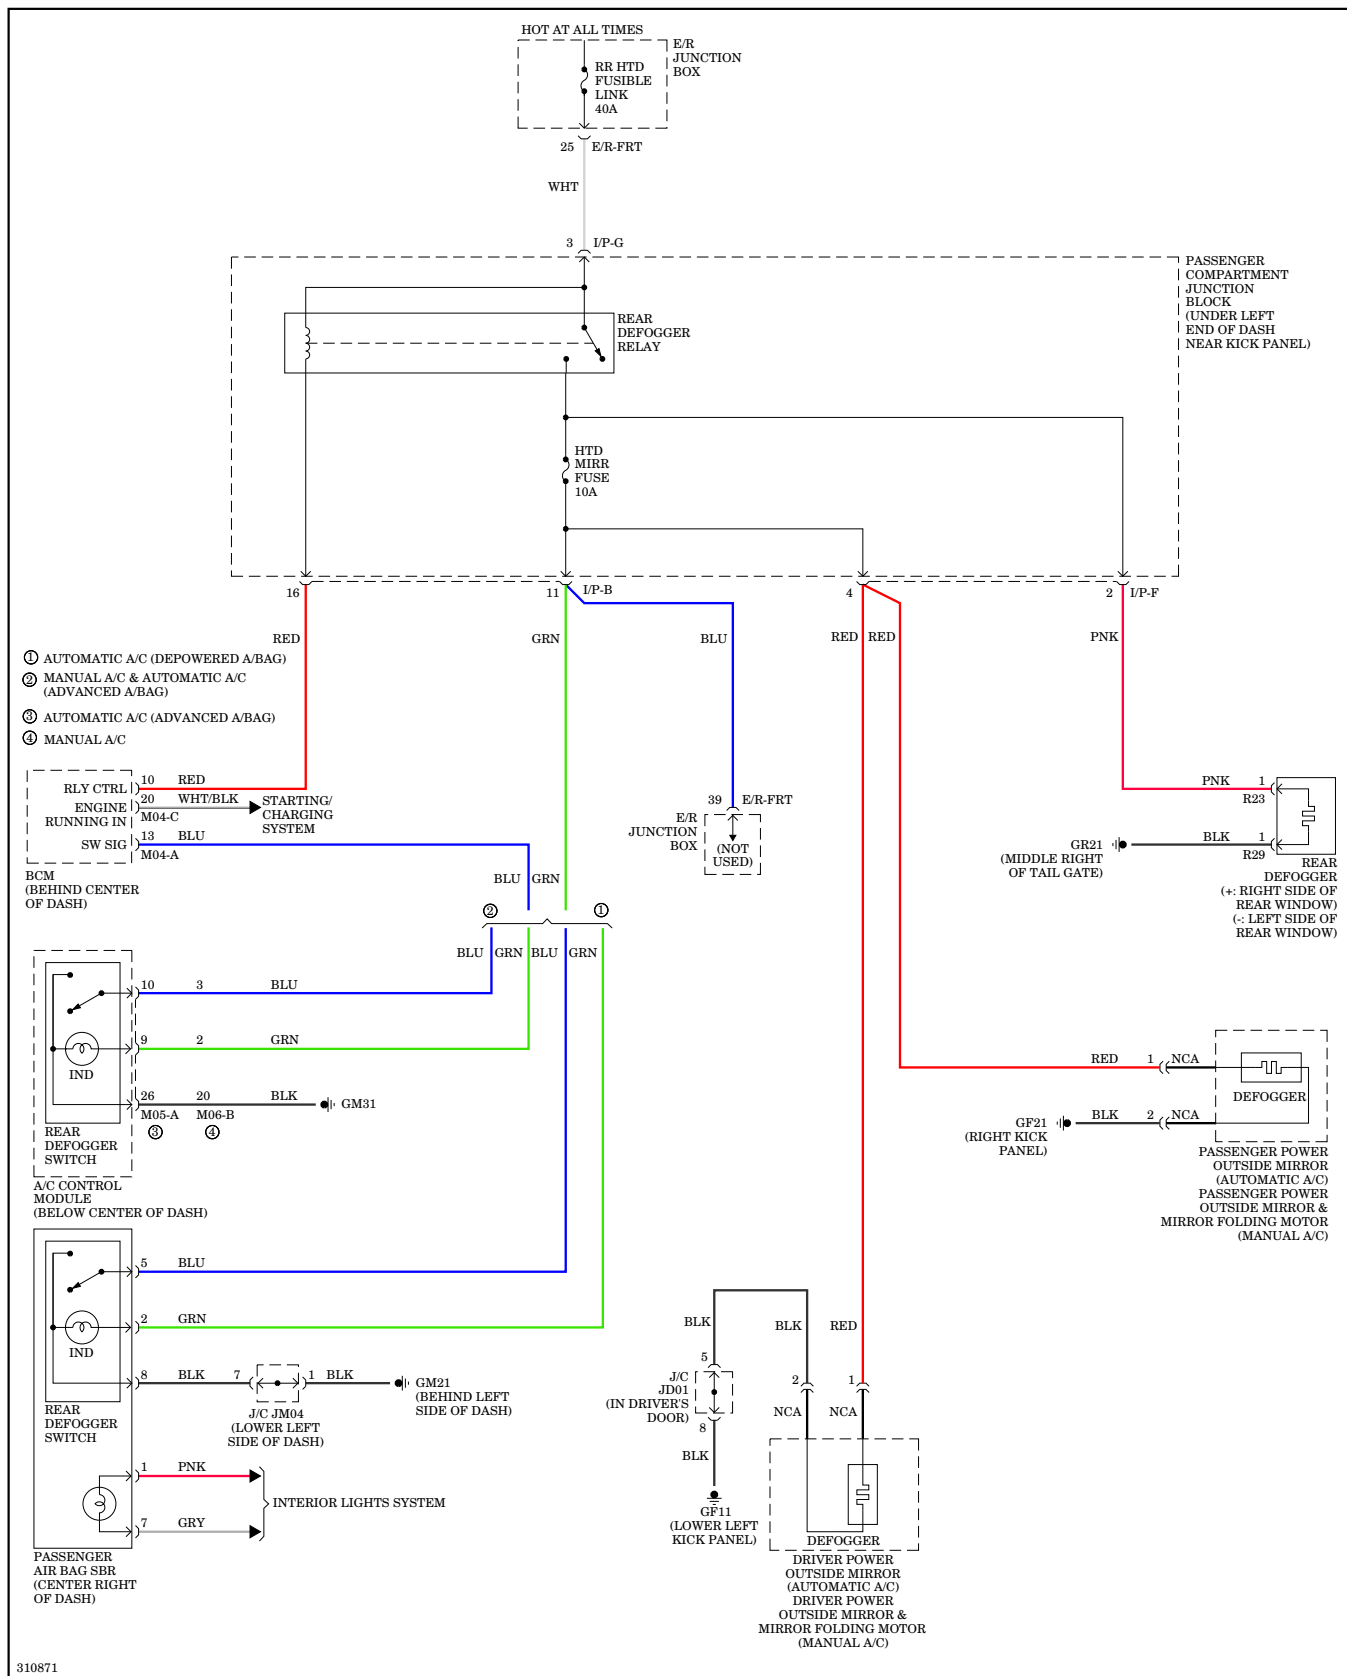 HOT AT ALL TIMES
E/R
JUNCTION
BOX
RR HTD
FUSIBLE
LINK
40A
25 E/R-FRT
WHT
3 I/P-G
PASSENGER
COMPARTMENT
JUNCTION
BLOCK
(UNDER LEFT
END OF DASH
NEAR KICK PANEL)
REAR
DEFOGGER
RELAY
HTD
MIRR
FUSE
10A
16 11 I/P-B 4 2 I/P-F
RED GRN BLU RED RED PNK
1 AUTOMATIC A/C (DEPOWERED A/BAG)
2 MANUAL A/C & AUTOMATIC A/C
(ADVANCED A/BAG)
3 AUTOMATIC A/C (ADVANCED A/BAG)
4 MANUAL A/C
RLY CTRL 10 RED
ENGINE
RUNNING IN
20 WHT/BLK
M04-C
STARTING/
CHARGING
SYSTEM
SW SIG 13 BLU
M04-A
BCM
(BEHIND CENTER
OF DASH)
39 E/R-FRT
E/R
JUNCTION
BOX
(NOT
USED)
PNK 1
R23
BLK 1
R29
GR21
(MIDDLE RIGHT
OF TAIL GATE)
REAR
DEFOGGER
(+: RIGHT SIDE OF
REAR WINDOW)
(-: LEFT SIDE OF
REAR WINDOW)
BLU GRN
2 1
BLU GRN BLU GRN
10 3 BLU
9 2 GRN
IND
26 20 BLK GM31
M05-A M06-B
3 4
REAR
DEFOGGER
SWITCH
A/C CONTROL
MODULE
(BELOW CENTER OF DASH)
RED 1 NCA
DEFOGGER
BLK 2 NCA
GF21
(RIGHT KICK
PANEL)
PASSENGER POWER
OUTSIDE MIRROR
(AUTOMATIC A/C)
PASSENGER POWER
OUTSIDE MIRROR &
MIRROR FOLDING MOTOR
(MANUAL A/C)
5 BLU
2 GRN
IND
8 BLK 7 1 BLK GM21
(BEHIND LEFT
SIDE OF DASH)
J/C JM04
(LOWER LEFT
SIDE OF DASH)
REAR
DEFOGGER
SWITCH
1 PNK
INTERIOR LIGHTS SYSTEM
7 GRY
PASSENGER
AIR BAG SBR
(CENTER RIGHT
OF DASH)
BLK BLK RED
5
J/C
JD01
(IN DRIVER'S
DOOR)
8
BLK
2 1
NCA NCA
GF11
(LOWER LEFT
KICK PANEL)
DEFOGGER
DRIVER POWER
OUTSIDE MIRROR
(AUTOMATIC A/C)
DRIVER POWER
OUTSIDE MIRROR &
MIRROR FOLDING MOTOR
(MANUAL A/C)
310871